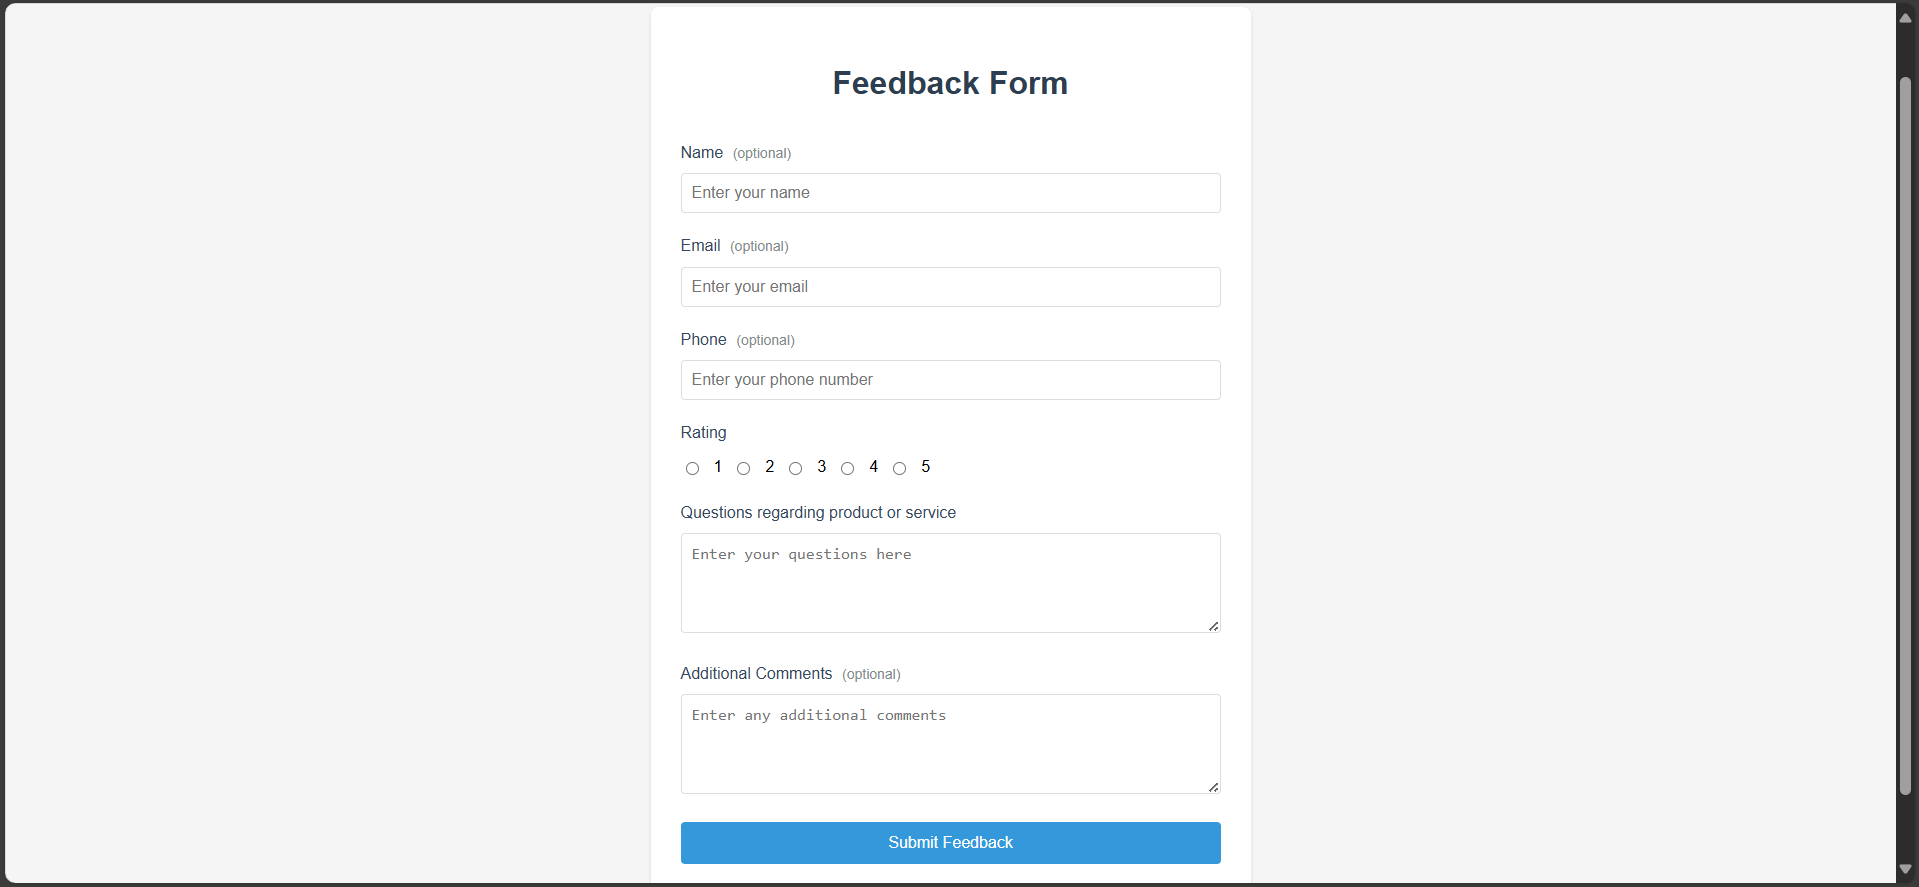 Feedback Form
Name (optional)
Enter your name
Email (optional)
Enter your email
Phone (optional)
Enter your phone number
Rating
1 2 3 4 5
Questions regarding product or service
Enter your questions here
Additional Comments (optional)
Enter any additional comments
Submit Feedback